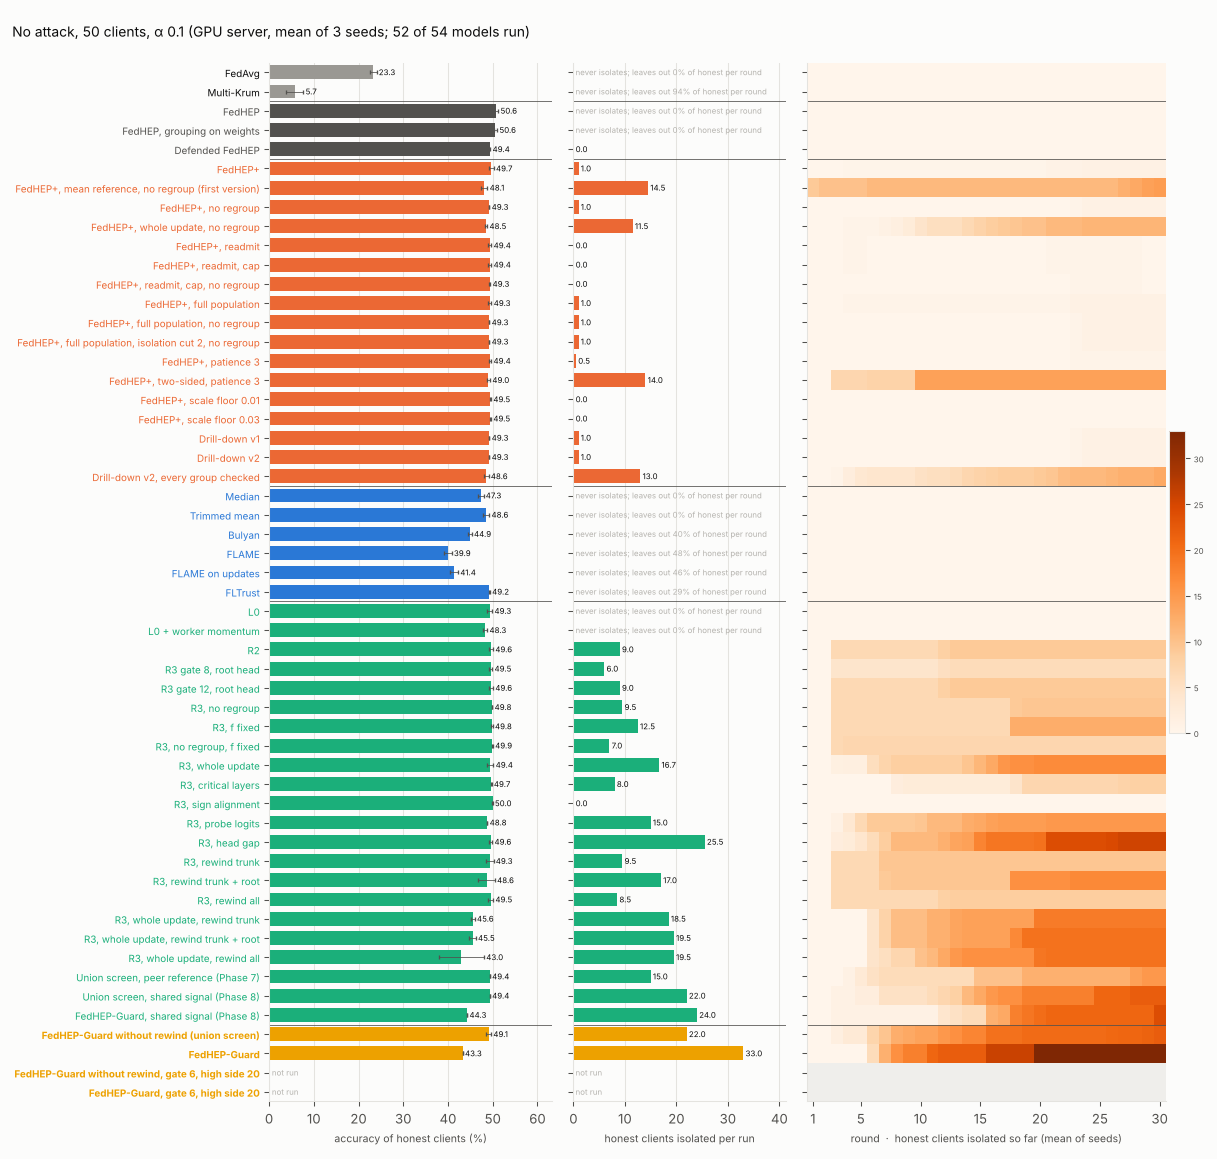 No attack, 50 clients, α 0.1 (GPU server, mean of 3 seeds; 52 of 54 models run)
FedAvg 23.3 never isolates; leaves out 0% of honest per round
Multi-Krum 5.7 never isolates; leaves out 94% of honest per round
FedHEP 50.6 never isolates; leaves out 0% of honest per round
FedHEP, grouping on weights 50.6 never isolates; leaves out 0% of honest per round
Defended FedHEP 49.4 0.0
FedHEP+ 49.7 1.0
FedHEP+, mean reference, no regroup (first version) 48.1 14.5
FedHEP+, no regroup 49.3 1.0
FedHEP+, whole update, no regroup 48.5 11.5
FedHEP+, readmit 49.4 0.0
FedHEP+, readmit, cap 49.4 0.0
FedHEP+, readmit, cap, no regroup 49.3 0.0
FedHEP+, full population 49.3 1.0
FedHEP+, full population, no regroup 49.3 1.0
FedHEP+, full population, isolation cut 2, no regroup 49.3 1.0
FedHEP+, patience 3 49.4 0.5
FedHEP+, two-sided, patience 3 49.0 14.0
FedHEP+, scale floor 0.01 49.5 0.0
FedHEP+, scale floor 0.03 49.5 0.0
Drill-down v1 49.3 1.0
Drill-down v2 49.3 1.0
Drill-down v2, every group checked 48.6 13.0
Median 47.3 never isolates; leaves out 0% of honest per round
Trimmed mean 48.6 never isolates; leaves out 0% of honest per round
Bulyan 44.9 never isolates; leaves out 40% of honest per round
FLAME 39.9 never isolates; leaves out 48% of honest per round
FLAME on updates 41.4 never isolates; leaves out 46% of honest per round
FLTrust 49.2 never isolates; leaves out 29% of honest per round
L0 49.3 never isolates; leaves out 0% of honest per round
L0 + worker momentum 48.3 never isolates; leaves out 0% of honest per round
R2 49.6 9.0
R3 gate 8, root head 49.5 6.0
R3 gate 12, root head 49.6 9.0
R3, no regroup 49.8 9.5
R3, f fixed 49.8 12.5
R3, no regroup, f fixed 49.9 7.0
R3, whole update 49.4 16.7
R3, critical layers 49.7 8.0
R3, sign alignment 50.0 0.0
R3, probe logits 48.8 15.0
R3, head gap 49.6 25.5
R3, rewind trunk 49.3 9.5
R3, rewind trunk + root 48.6 17.0
R3, rewind all 49.5 8.5
R3, whole update, rewind trunk 45.6 18.5
R3, whole update, rewind trunk + root 45.5 19.5
R3, whole update, rewind all 43.0 19.5
Union screen, peer reference (Phase 7) 49.4 15.0
Union screen, shared signal (Phase 8) 49.4 22.0
FedHEP-Guard, shared signal (Phase 8) 44.3 24.0
FedHEP-Guard without rewind (union screen) 49.1 22.0
FedHEP-Guard 43.3 33.0
FedHEP-Guard without rewind, gate 6, high side 20 not run not run
FedHEP-Guard, gate 6, high side 20 not run not run
0 10 20 30 40 50 60 0 10 20 30 40 1 5 10 15 20 25 30
accuracy of honest clients (%) honest clients isolated per run round · honest clients isolated so far (mean of seeds)
30
25
20
15
10
5
0